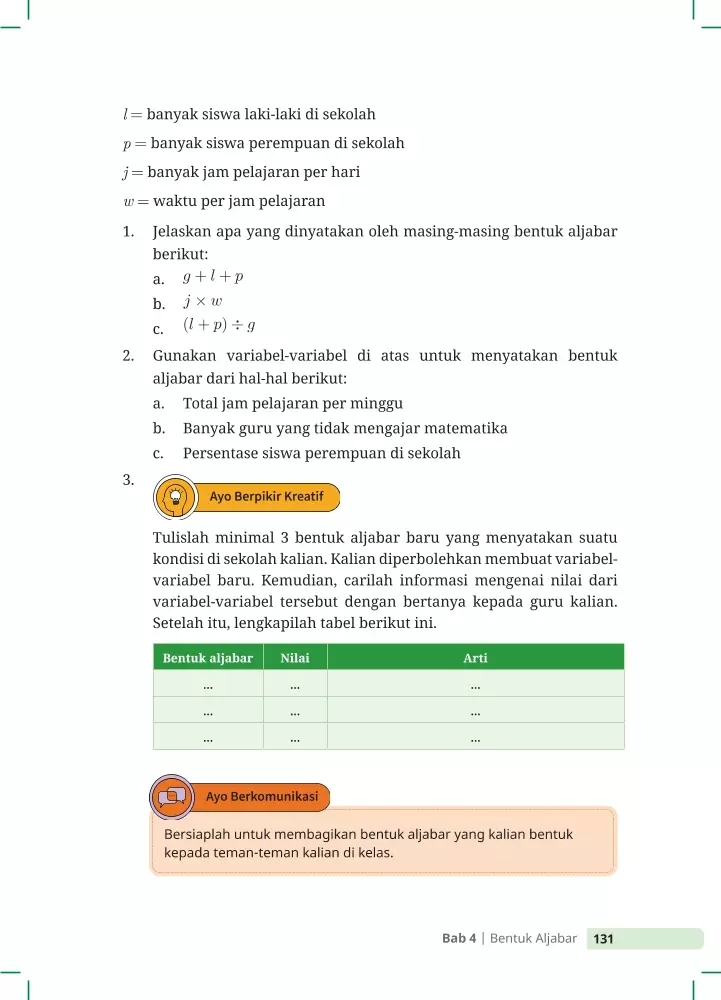 l = banyak siswa laki-laki di sekolah
p = banyak siswa perempuan di sekolah
j = banyak jam pelajaran per hari
w = waktu per jam pelajaran
1. Jelaskan apa yang dinyatakan oleh masing-masing bentuk aljabar
berikut:
a. g + l + p
b. j × w
c. (l + p) ÷ g
2. Gunakan variabel-variabel di atas untuk menyatakan bentuk
aljabar dari hal-hal berikut:
a. Total jam pelajaran per minggu
b. Banyak guru yang tidak mengajar matematika
c. Persentase siswa perempuan di sekolah
3.
Ayo Berpikir Kreatif
Tulislah minimal 3 bentuk aljabar baru yang menyatakan suatu
kondisi di sekolah kalian. Kalian diperbolehkan membuat variabel-
variabel baru. Kemudian, carilah informasi mengenai nilai dari
variabel-variabel tersebut dengan bertanya kepada guru kalian.
Setelah itu, lengkapilah tabel berikut ini.
Bentuk aljabar Nilai Arti
... ... ...
... ... ...
... ... ...
Ayo Berkomunikasi
Bersiaplah untuk membagikan bentuk aljabar yang kalian bentuk
kepada teman-teman kalian di kelas.
Bab 4 | Bentuk Aljabar 131